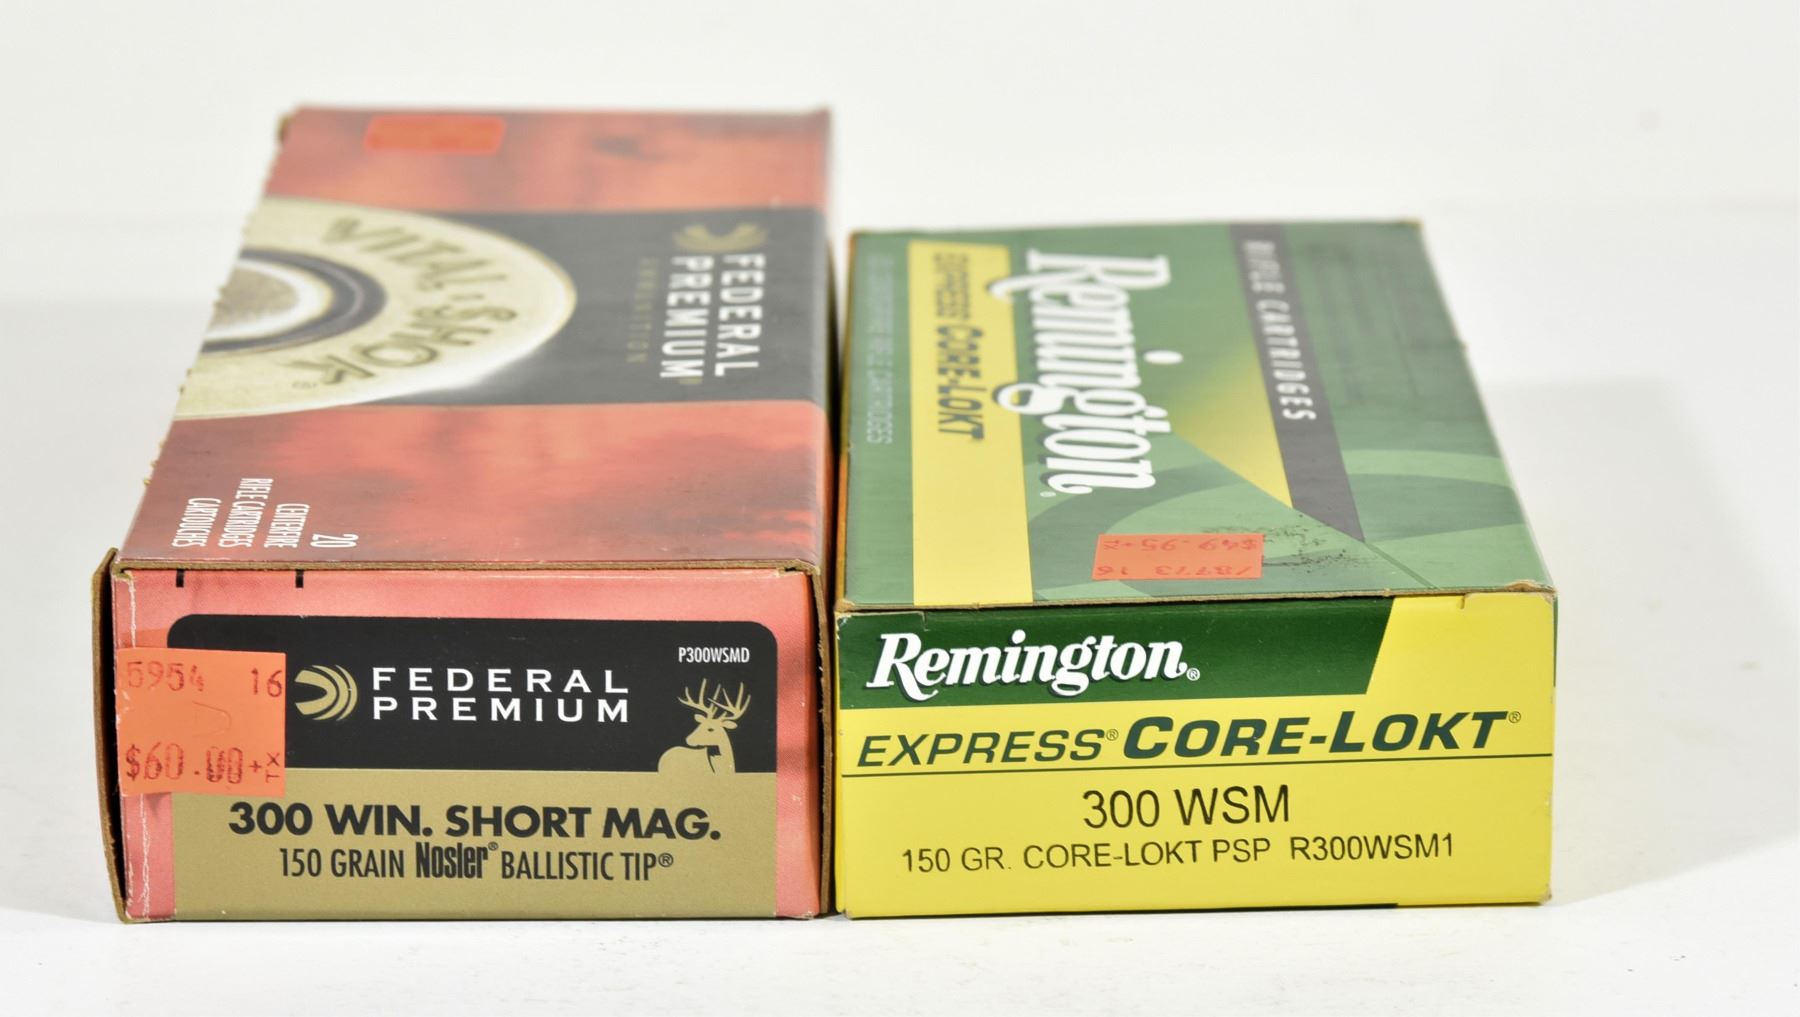 VITAL·SHOK®
FEDERAL
PREMIUM®
AMMUNITION
20
CENTERFIRE
RIFLE CARTRIDGES
CARTOUCHES
5954 16
$60.00+TX
FEDERAL
PREMIUM
P300WSMD
300 WIN. SHORT MAG.
150 GRAIN Nosler® BALLISTIC TIP®
RIFLE CARTRIDGES
Remington®
EXPRESS CORE-LOKT
CARTRIDGES
$49.95+TX
78773 16
Remington®
EXPRESS® CORE-LOKT®
300 WSM
150 GR. CORE-LOKT PSP R300WSM1